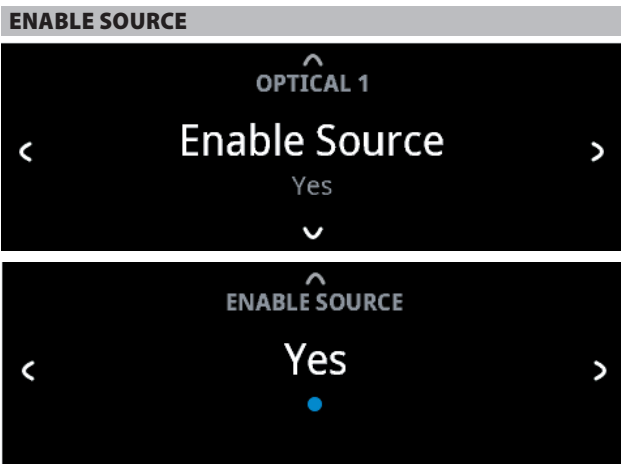 ENABLE SOURCE
OPTICAL 1
Enable Source
Yes
ENABLE SOURCE
Yes